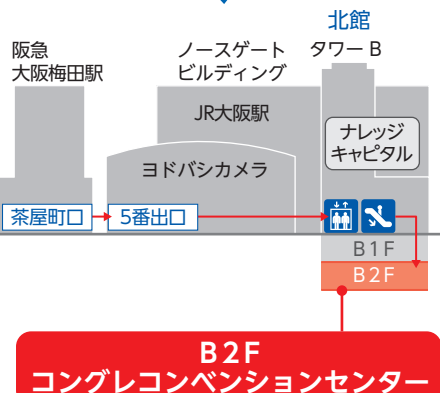 北館
阪急
大阪梅田駅
ノースゲート
ビルディング
タワー B
JR大阪駅
ナレッジ
キャピタル
ヨドバシカメラ
茶屋町口
5番出口
B1F
B2F
B2F
コングレコンベンションセンター